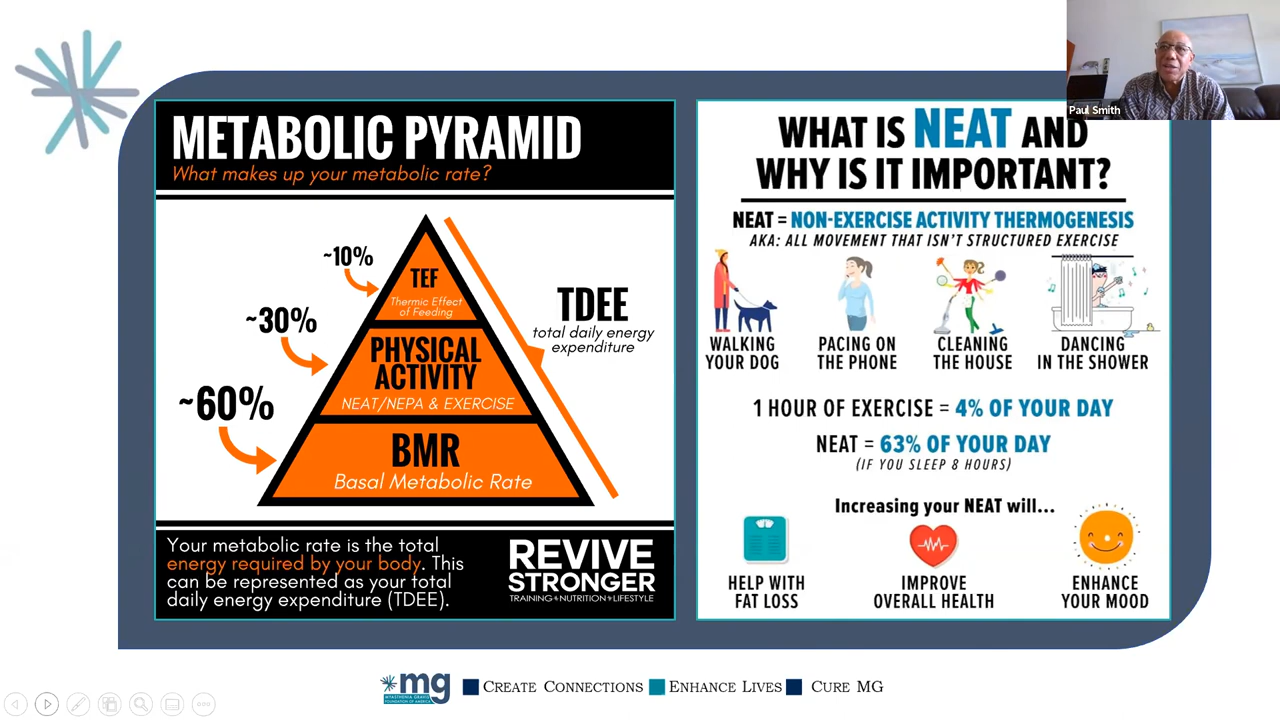 Paul Smith
METABOLIC PYRAMID
What makes up your metabolic rate?
~10%
TEF
Thermic Effect
of Feeding
~30%
PHYSICAL
ACTIVITY
NEAT/NEPA & EXERCISE
~60%
BMR
Basal Metabolic Rate
TDEE
total daily energy
expenditure
Your metabolic rate is the total
energy required by your body. This
can be represented as your total
daily energy expenditure (TDEE).
REVIVE
STRONGER
TRAINING & NUTRITION & LIFESTYLE
WHAT IS NEAT AND
WHY IS IT IMPORTANT?
NEAT = NON-EXERCISE ACTIVITY THERMOGENESIS
AKA: ALL MOVEMENT THAT ISN'T STRUCTURED EXERCISE
WALKING
YOUR DOG
PACING ON
THE PHONE
CLEANING
THE HOUSE
DANCING
IN THE SHOWER
1 HOUR OF EXERCISE = 4% OF YOUR DAY
NEAT = 63% OF YOUR DAY
(IF YOU SLEEP 8 HOURS)
Increasing your NEAT will...
HELP WITH
FAT LOSS
IMPROVE
OVERALL HEALTH
ENHANCE
YOUR MOOD
mg
MYASTHENIA GRAVIS
FOUNDATION OF AMERICA
CREATE CONNECTIONS ENHANCE LIVES CURE MG